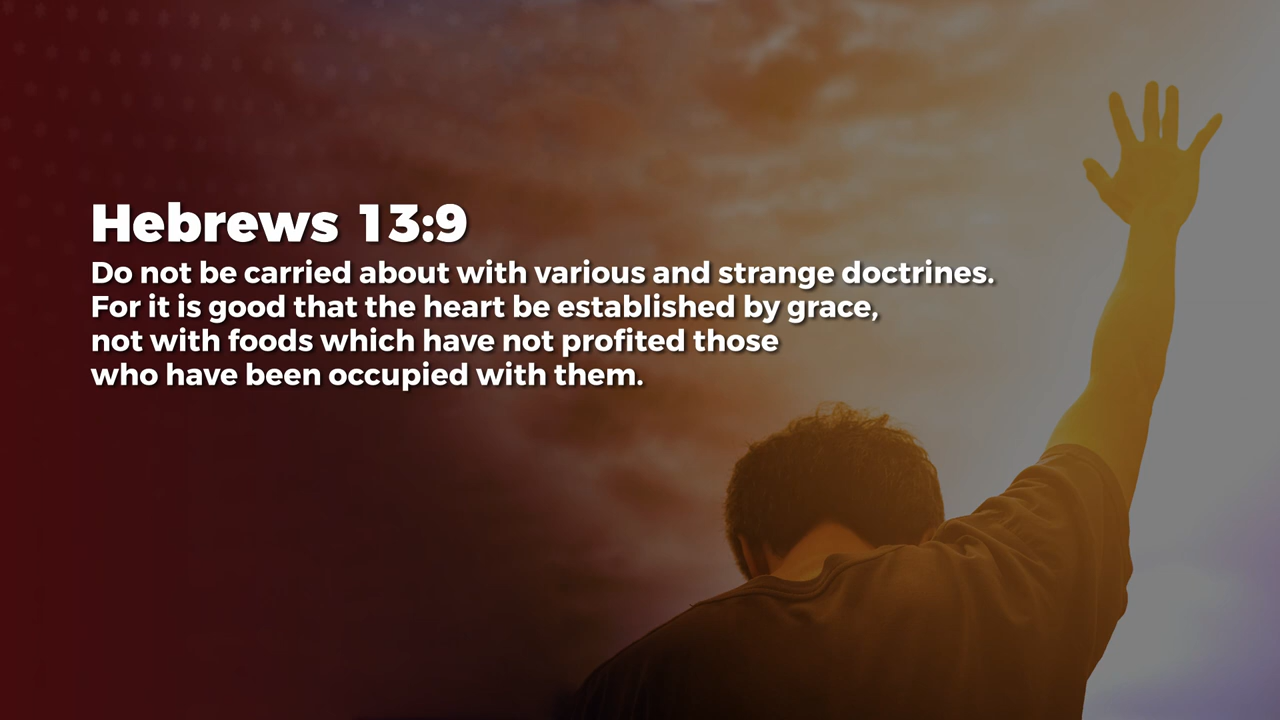 Hebrews 13:9
Do not be carried about with various and strange doctrines.
For it is good that the heart be established by grace,
not with foods which have not profited those
who have been occupied with them.